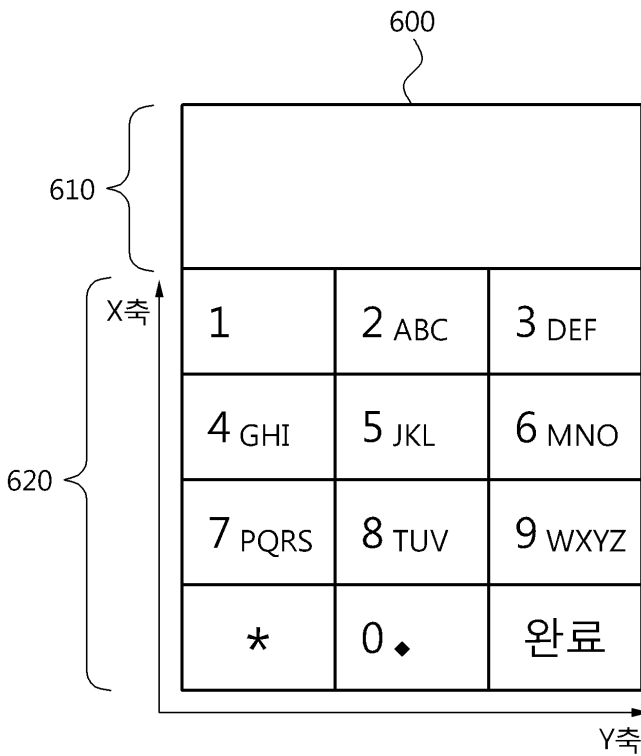 600
610
X축
1 2 ABC 3 DEF
4 GHI 5 JKL 6 MNO
620
7 PQRS 8 TUV 9 WXYZ
* 0 ◆ 완료
Y축